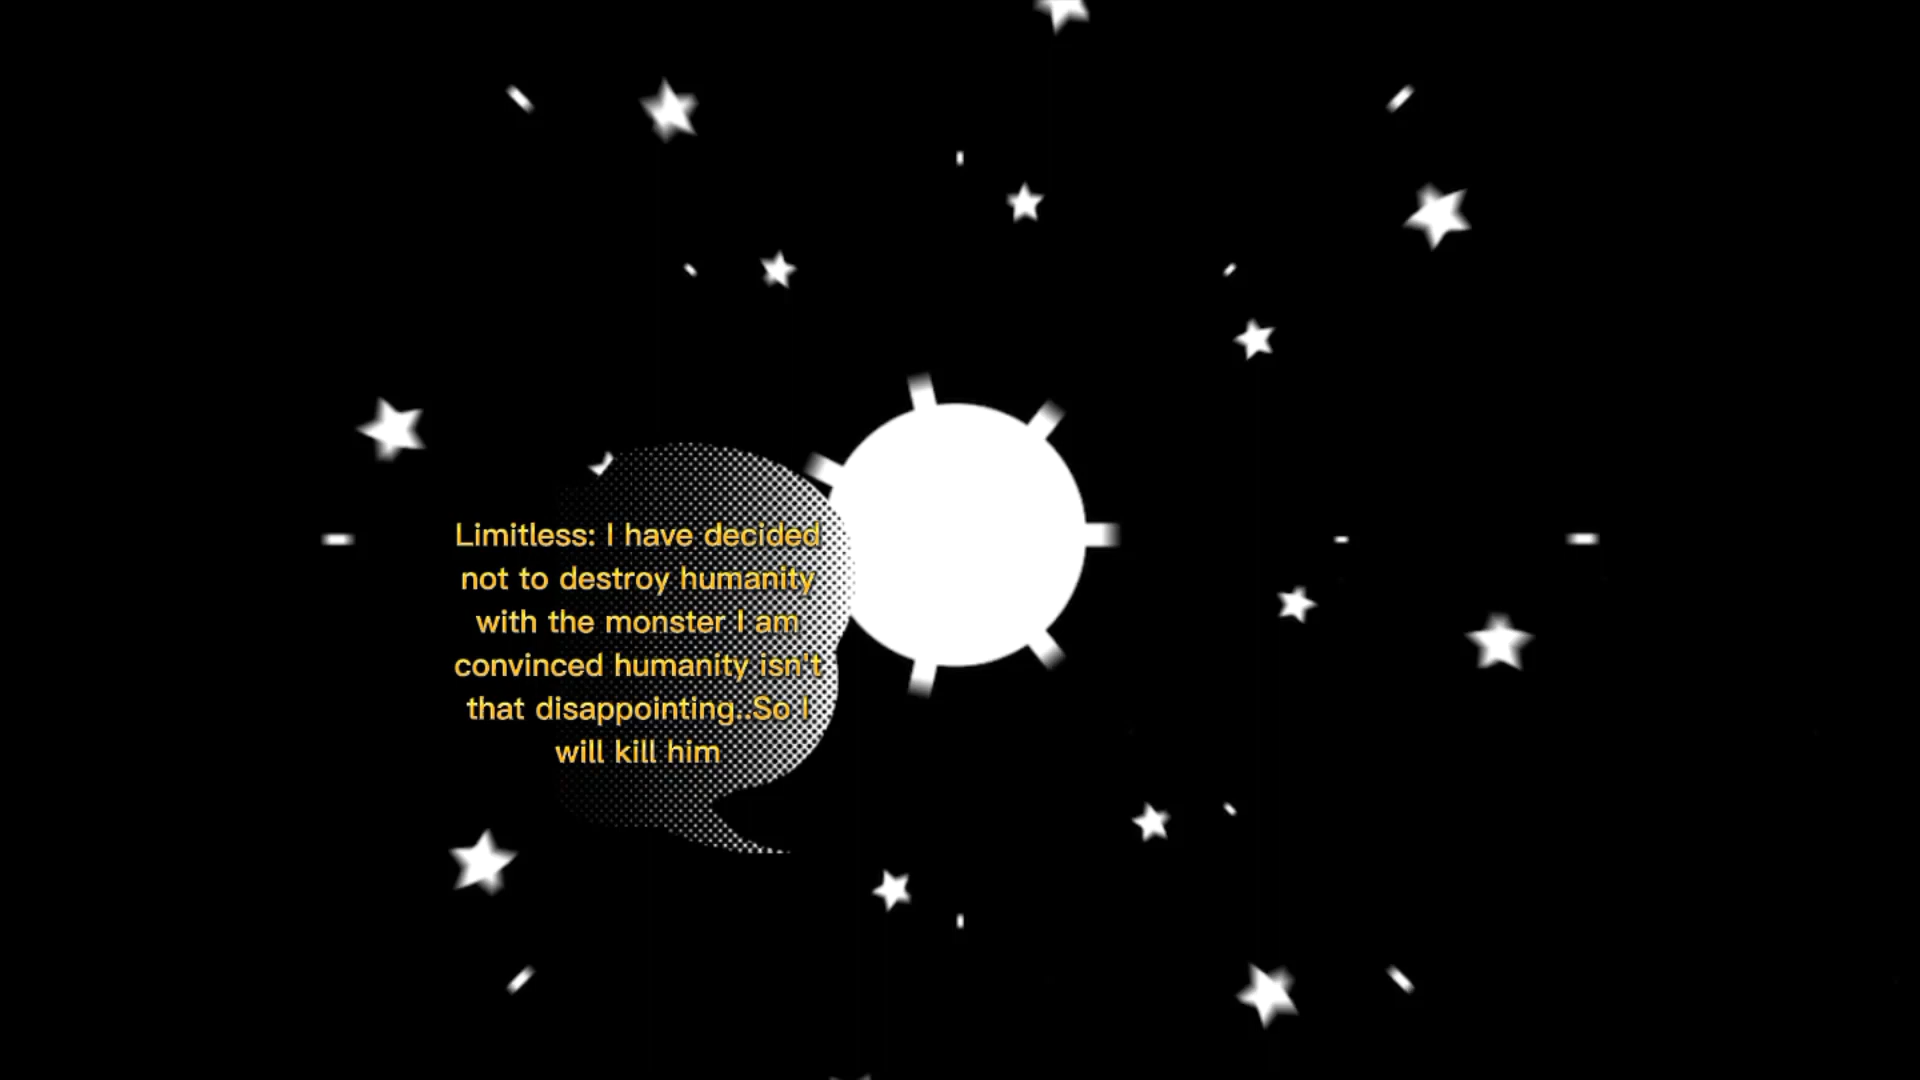 Limitless: I have decided
not to destroy humanity
with the monster I am
convinced humanity isn't
that disappointing..So I
will kill him